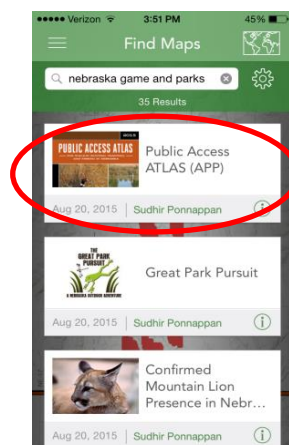 Verizon 3:51 PM 45%
Find Maps
nebraska game and parks
35 Results
PUBLIC ACCESS ATLAS
Public Access
ATLAS (APP)
Aug 20, 2015 | Sudhir Ponnappan
THE
GREAT PARK
PURSUIT
A NEBRASKA OUTDOOR ADVENTURE
Great Park Pursuit
Aug 20, 2015 | Sudhir Ponnappan
Confirmed
Mountain Lion
Presence in Nebr...
Aug 20, 2015 | Sudhir Ponnappan